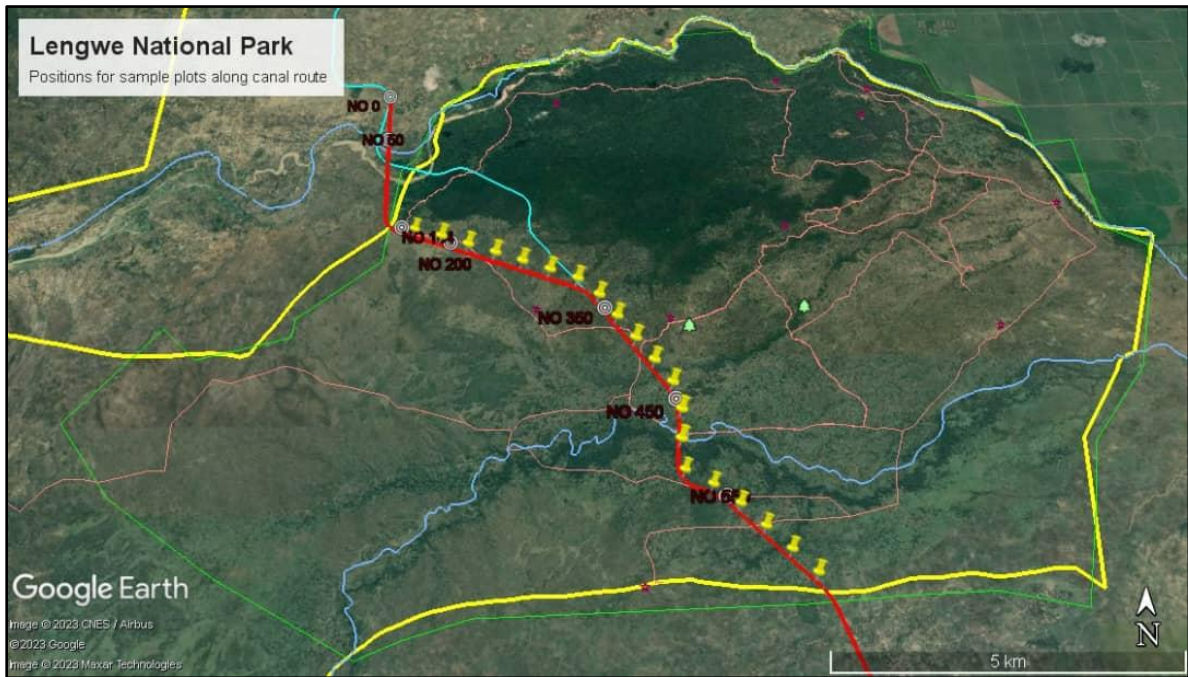 Lengwe National Park
Positions for sample plots along canal route
NO 0
NO 50
NO 200
NO 350
NO 450
NO
Google Earth
Image © 2023 CNES / Airbus
©2023 Google
Image © 2023 Maxar Technologies
N
5 km